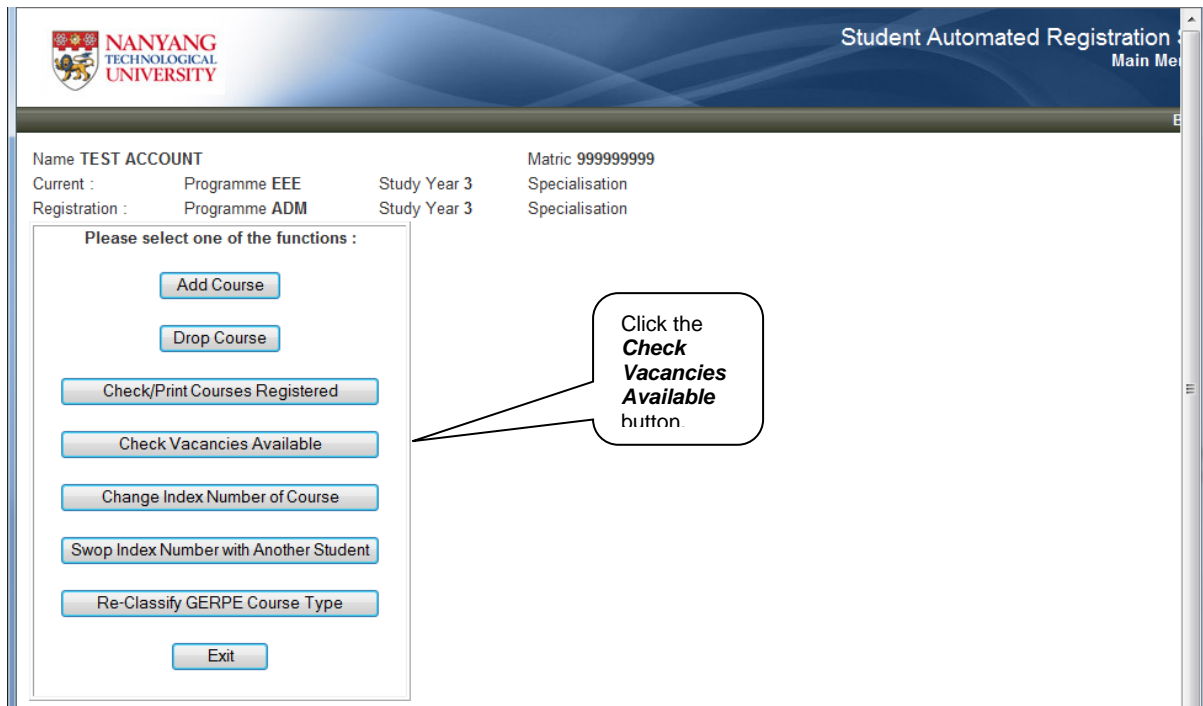 NANYANG
TECHNOLOGICAL
UNIVERSITY
Student Automated Registration
Main Me
Name TEST ACCOUNT Matric 999999999
Current : Programme EEE Study Year 3 Specialisation
Registration : Programme ADM Study Year 3 Specialisation
Please select one of the functions :
Add Course
Drop Course
Check/Print Courses Registered
Check Vacancies Available
Change Index Number of Course
Swop Index Number with Another Student
Re-Classify GERPE Course Type
Exit
Click the
Check
Vacancies
Available
button.